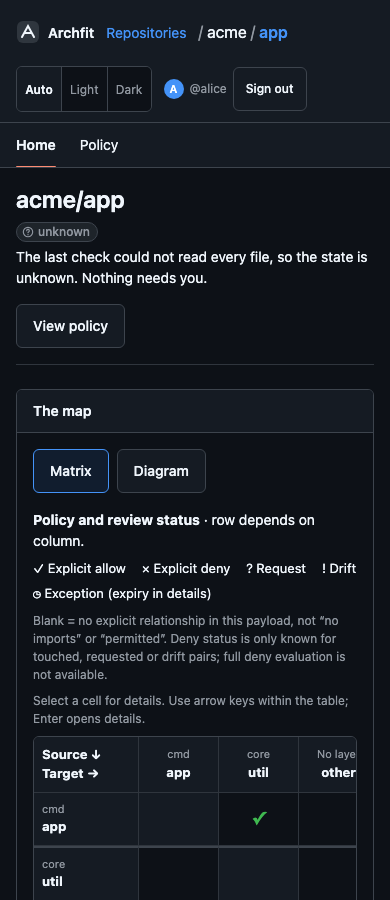 Archfit Repositories / acme / app
Auto Light Dark A @alice Sign out
Home Policy
acme/app
unknown
The last check could not read every file, so the state is
unknown. Nothing needs you.
View policy
The map
Matrix Diagram
Policy and review status · row depends on
column.
✓ Explicit allow × Explicit deny ? Request ! Drift
◷ Exception (expiry in details)
Blank = no explicit relationship in this payload, not “no
imports” or “permitted”. Deny status is only known for
touched, requested or drift pairs; full deny evaluation is
not available.
Select a cell for details. Use arrow keys within the table;
Enter opens details.
Source ↓ cmd core No laye
Target → app util other
cmd
app ✓
core
util